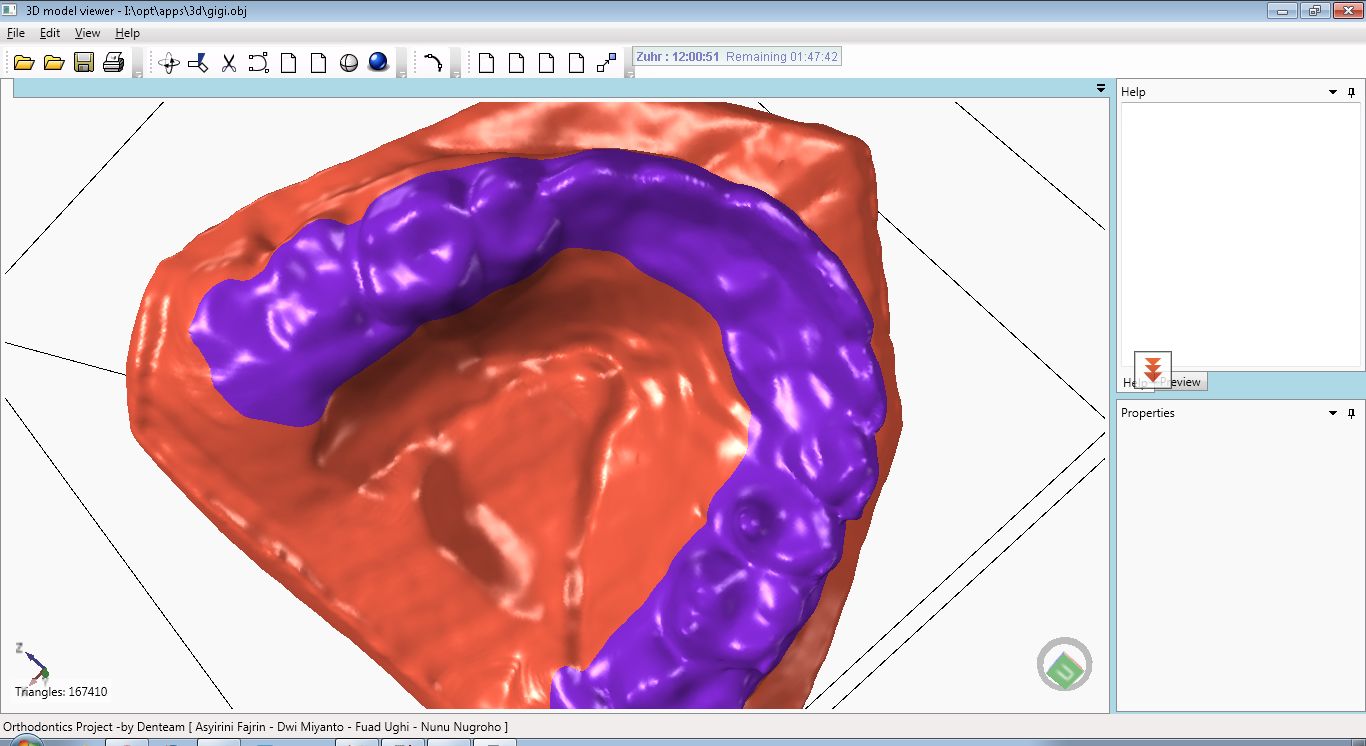 3D model viewer - I:\opt\apps\3d\gigi.obj
File Edit View Help
Zuhr : 12:00:51 Remaining 01:47:42
Help
Preview
Properties
Z
Triangles: 167410
Orthodontics Project -by Denteam [ Asyirini Fajrin - Dwi Miyanto - Fuad Ughi - Nunu Nugroho ]